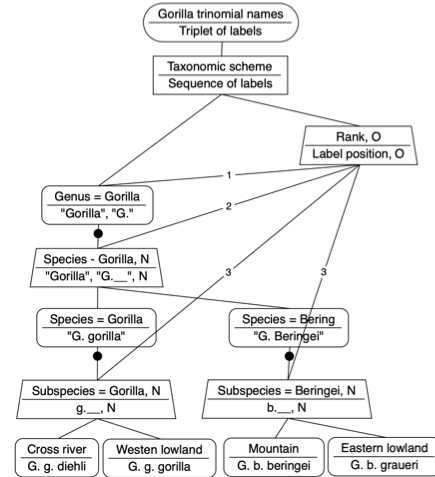 Gorilla trinomial names
Triplet of labels
Taxonomic scheme
Sequence of labels
Rank, O
Label position, O
1
Genus = Gorilla
"Gorilla", "G."
2
Species - Gorilla, N
"Gorilla", "G.__", N
3
3
Species = Gorilla
"G. gorilla"
Species = Bering
"G. Beringei"
Subspecies = Gorilla, N
g.__, N
Subspecies = Beringei, N
b.__, N
Cross river
G. g. diehli
Westen lowland
G. g. gorilla
Mountain
G. b. beringei
Eastern lowland
G. b. graueri